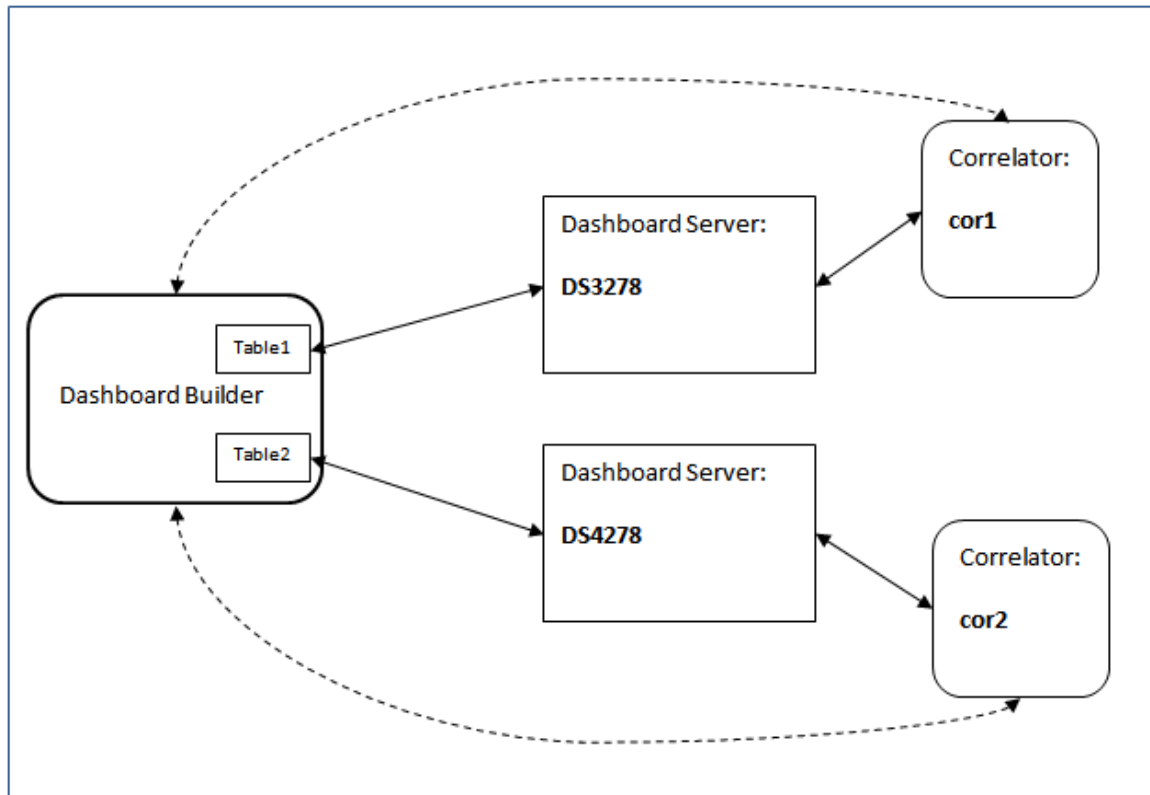 Correlator:
cor1
Dashboard Server:
DS3278
Table1
Dashboard Builder
Table2
Dashboard Server:
DS4278
Correlator:
cor2